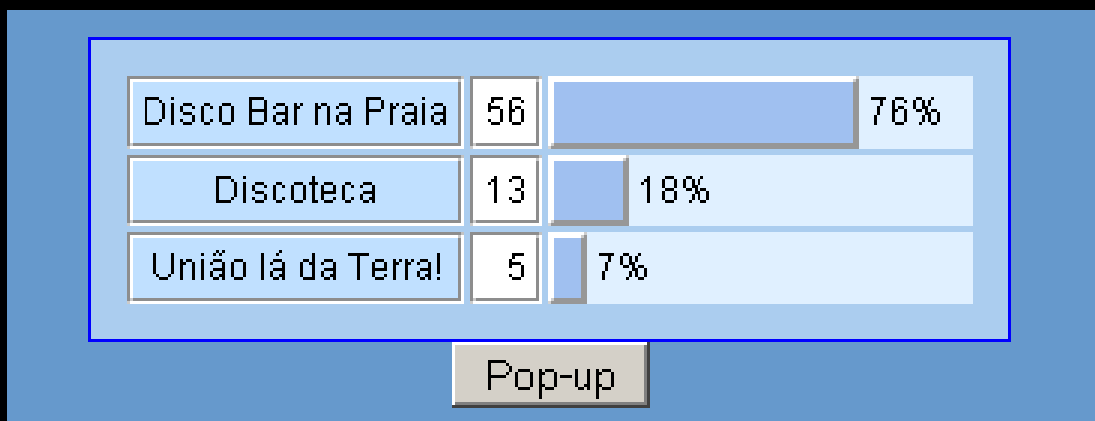 Disco Bar na Praia 56 76%
Discoteca 13 18%
União lá da Terra! 5 7%
Pop-up